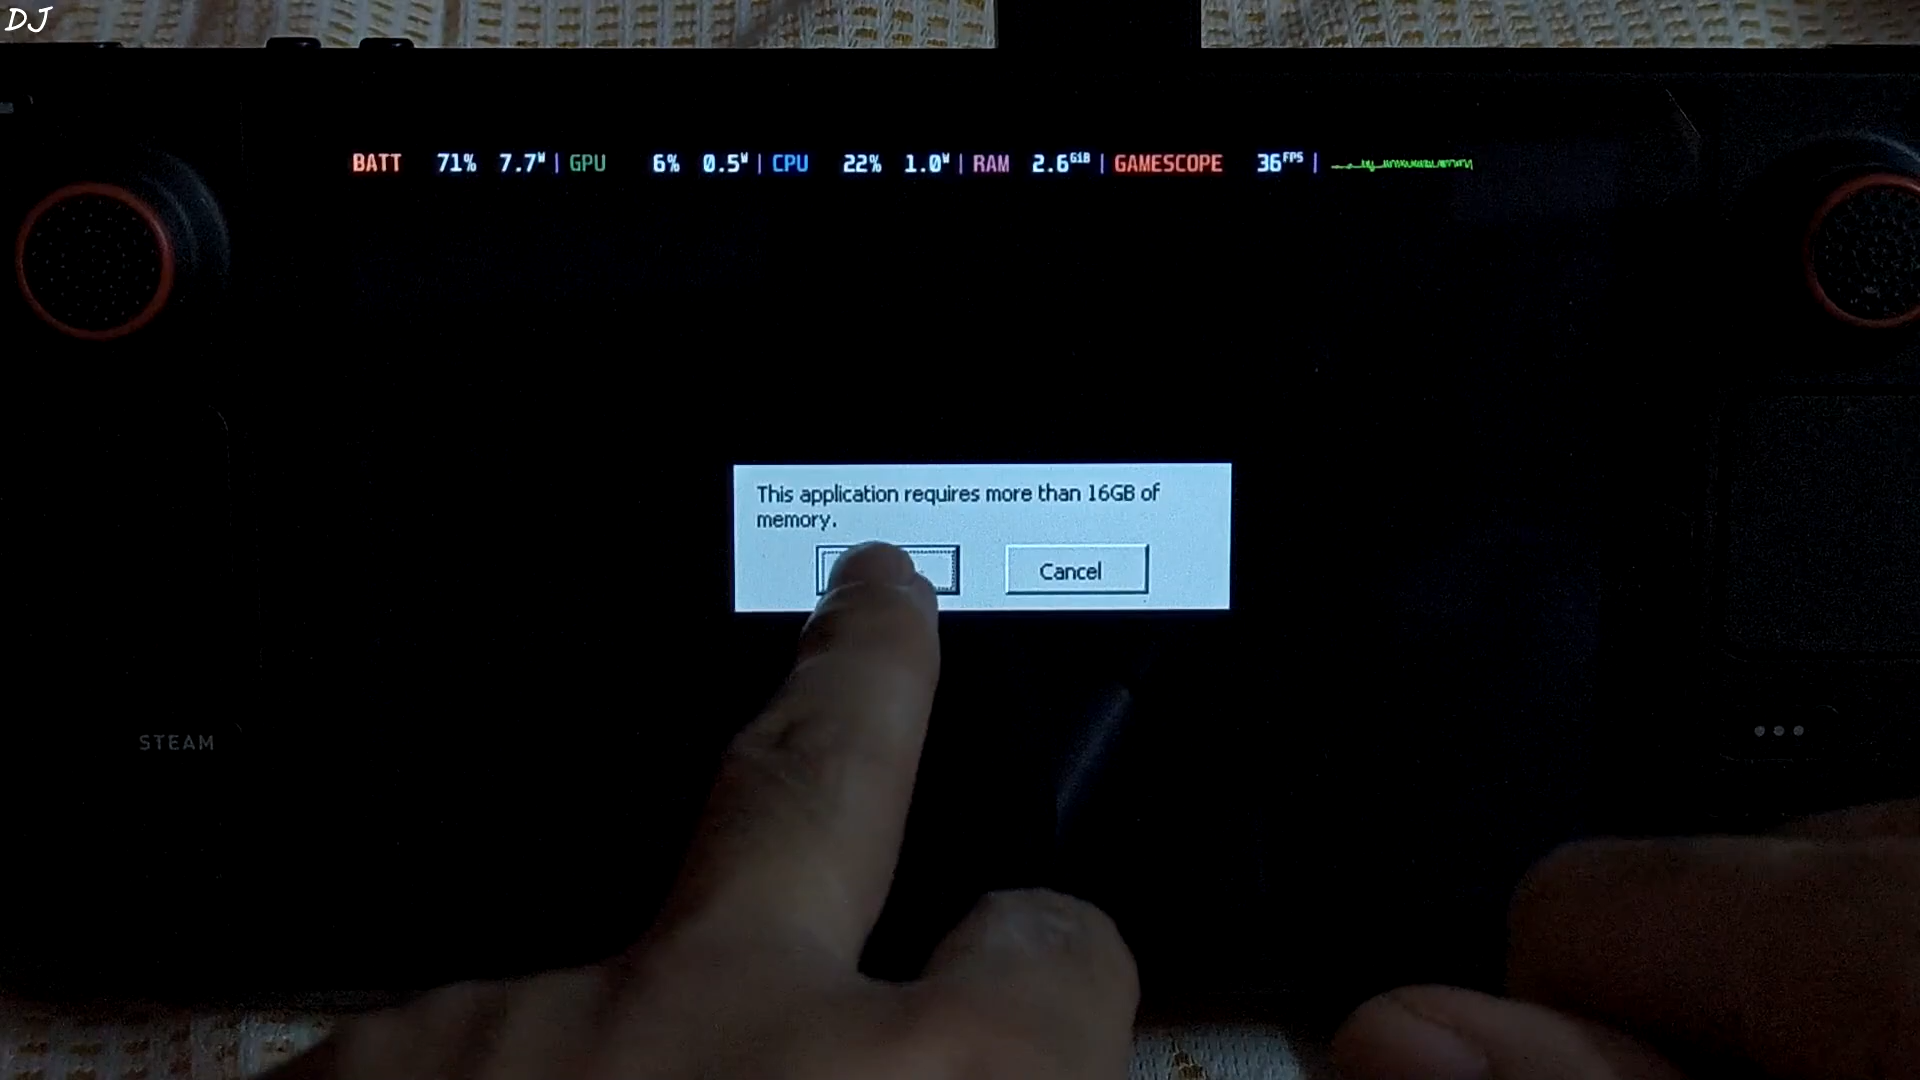 DJ
BATT 71% 7.7W | GPU 6% 0.5W | CPU 22% 1.0W | RAM 2.6GiB | GAMESCOPE 36FPS |
This application requires more than 16GB of
memory.
Cancel
STEAM